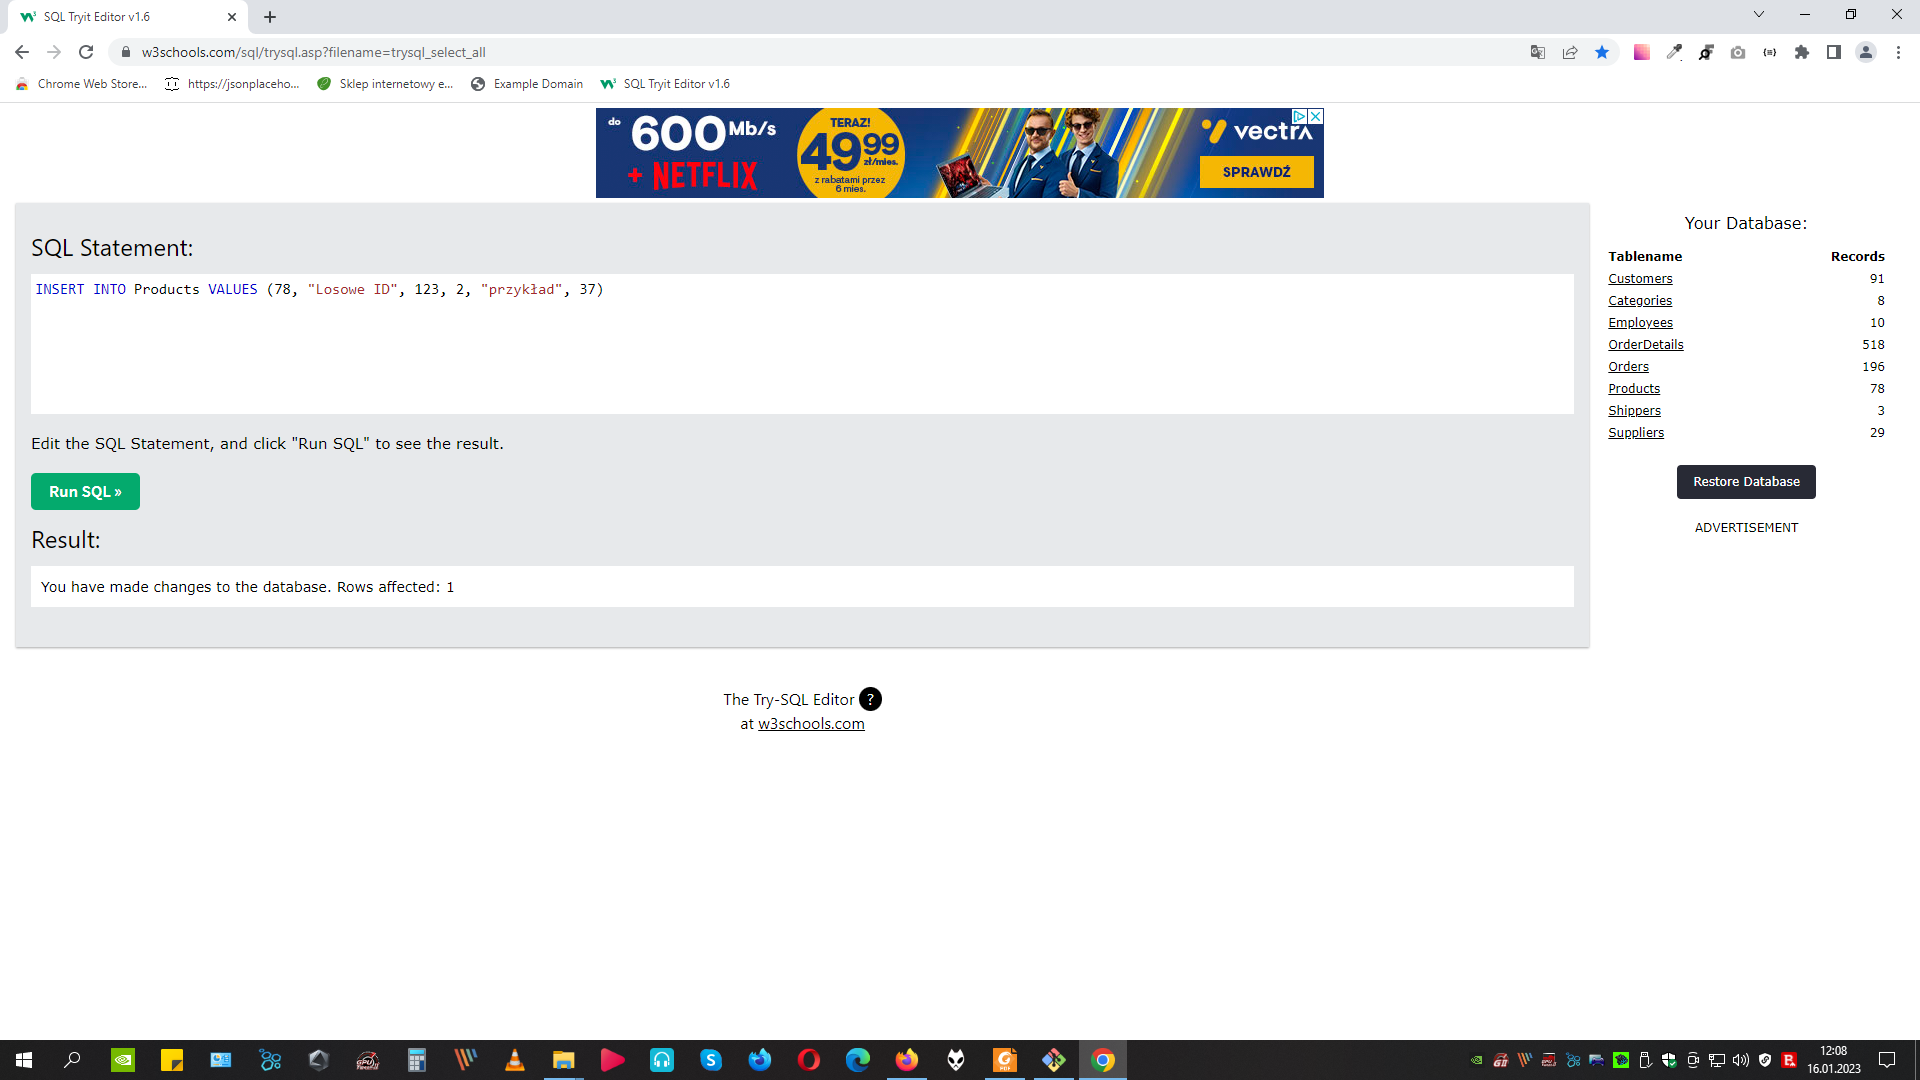 SQL Tryit Editor v1.6
w3schools.com/sql/trysql.asp?filename=trysql_select_all
Chrome Web Store...
https://jsonplaceho...
Sklep internetowy e...
Example Domain
SQL Tryit Editor v1.6
do 600 Mb/s
+ NETFLIX
TERAZ!
49,99
zł/mies.
z rabatami przez
6 mies.
vectra
SPRAWDŹ
SQL Statement:
INSERT INTO Products VALUES (78, "Losowe ID", 123, 2, "przykład", 37)
Edit the SQL Statement, and click "Run SQL" to see the result.
Run SQL »
Result:
You have made changes to the database. Rows affected: 1
Your Database:
Tablename Records
Customers 91
Categories 8
Employees 10
OrderDetails 518
Orders 196
Products 78
Shippers 3
Suppliers 29
Restore Database
ADVERTISEMENT
The Try-SQL Editor ?
at w3schools.com
12:08
16.01.2023